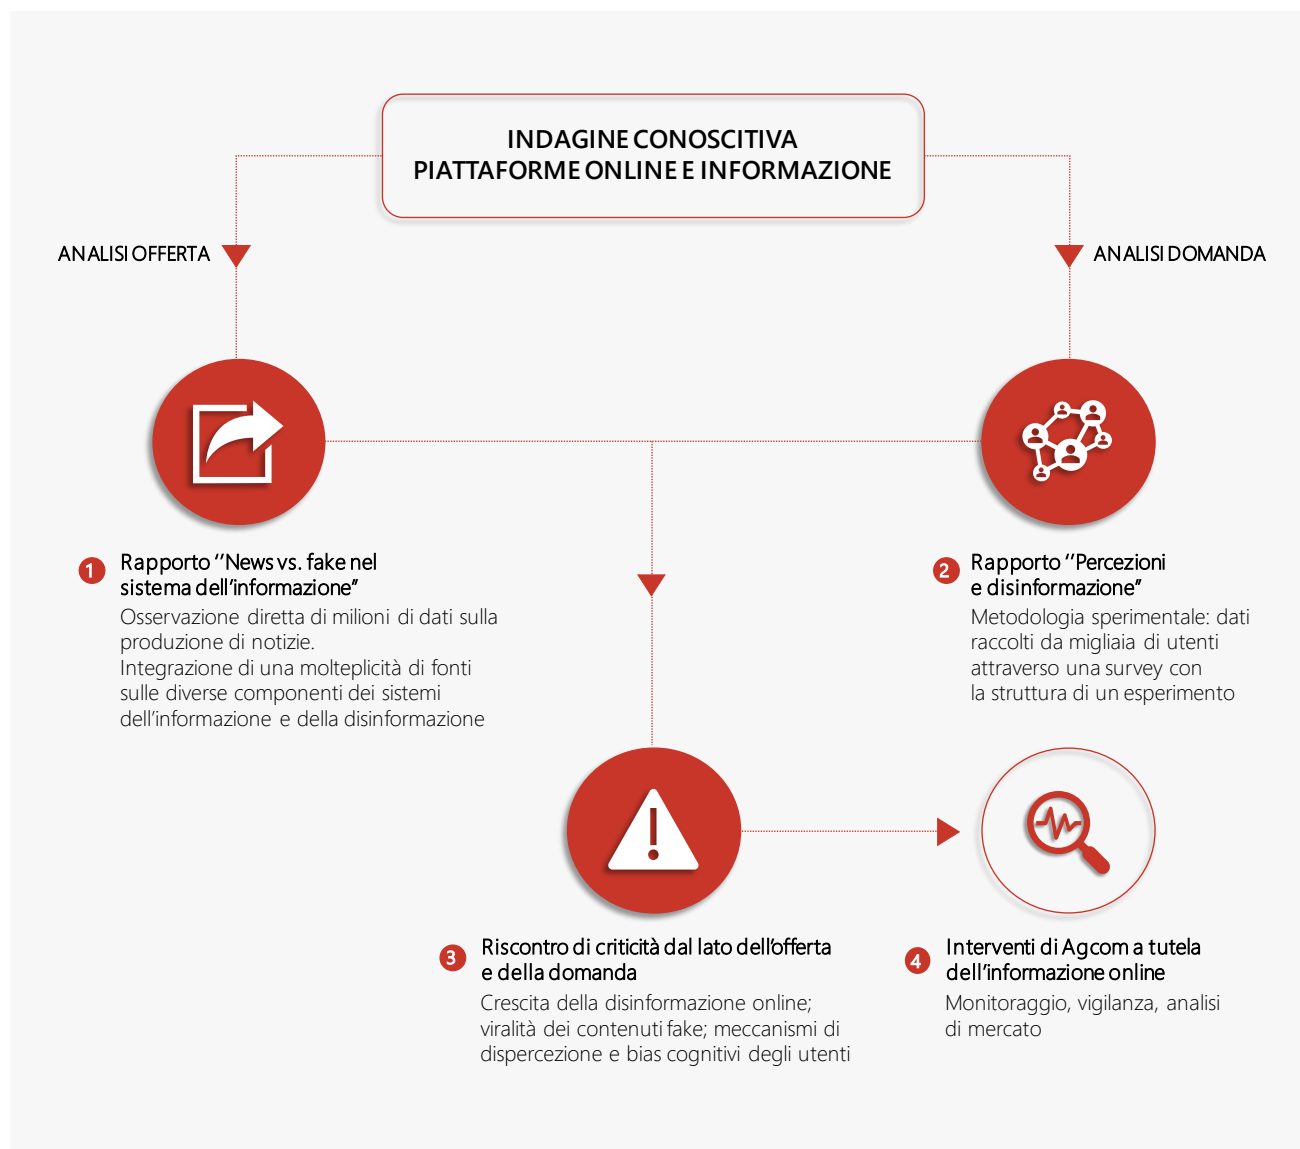 INDAGINE CONOSCITIVA
PIATTAFORME ONLINE E INFORMAZIONE
ANALISI OFFERTA
ANALISI DOMANDA
1
Rapporto ‘’News vs. fake nel
sistema dell’informazione”
Osservazione diretta di milioni di dati sulla
produzione di notizie.
Integrazione di una molteplicità di fonti
sulle diverse componenti dei sistemi
dell’informazione e della disinformazione
2
Rapporto ‘’Percezioni
e disinformazione”
Metodologia sperimentale: dati
raccolti da migliaia di utenti
attraverso una survey con
la struttura di un esperimento
3
Riscontro di criticità dal lato dell’offerta
e della domanda
Crescita della disinformazione online;
viralità dei contenuti fake; meccanismi di
dispercezione e bias cognitivi degli utenti
4
Interventi di Agcom a tutela
dell’informazione online
Monitoraggio, vigilanza, analisi
di mercato